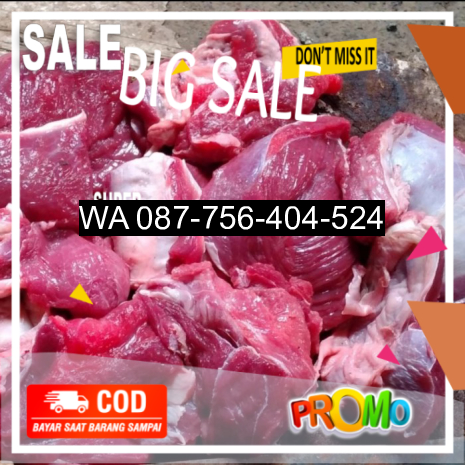 SALE
BIG SALE
DON'T MISS IT
WA 087-756-404-524
COD
BAYAR SAAT BARANG SAMPAI
PROMO